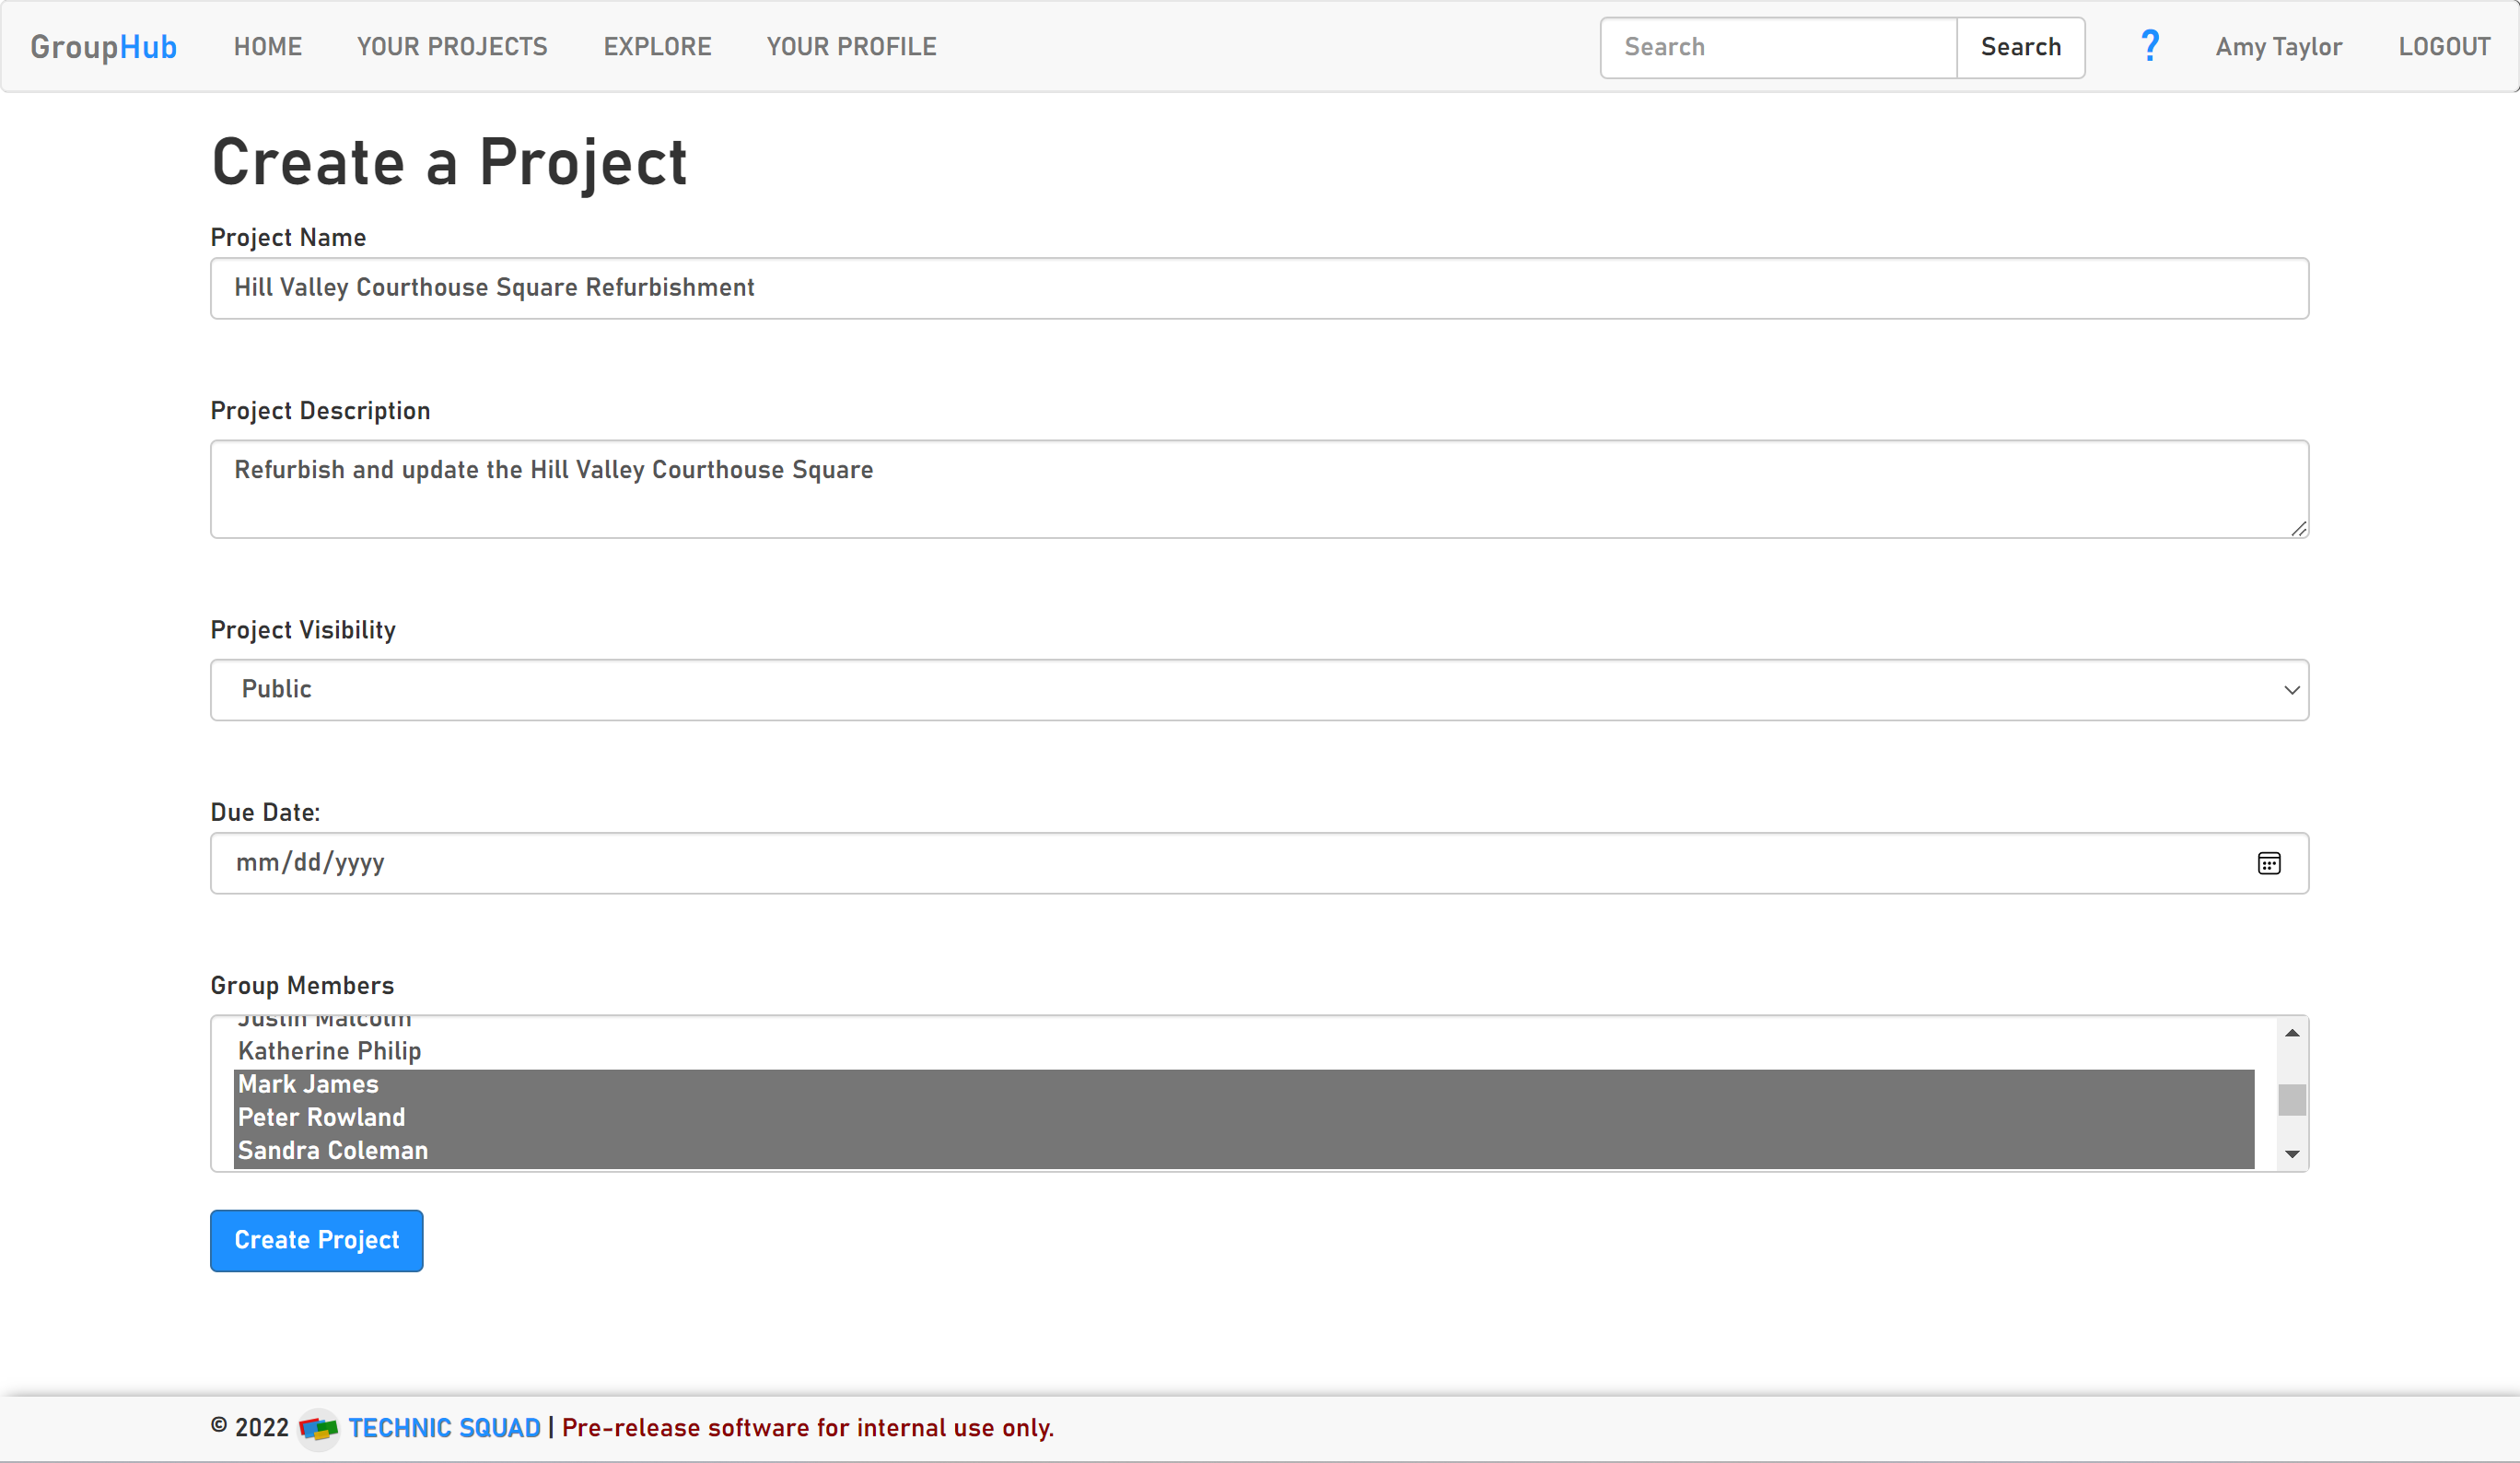 GroupHub HOME YOUR PROJECTS EXPLORE YOUR PROFILE Search Search ? Amy Taylor LOGOUT
Create a Project
Project Name
Hill Valley Courthouse Square Refurbishment
Project Description
Refurbish and update the Hill Valley Courthouse Square
Project Visibility
Public
Due Date:
mm/dd/yyyy
Group Members
Justin Malcolm
Katherine Philip
Mark James
Peter Rowland
Sandra Coleman
Create Project
© 2022 TECHNIC SQUAD | Pre-release software for internal use only.